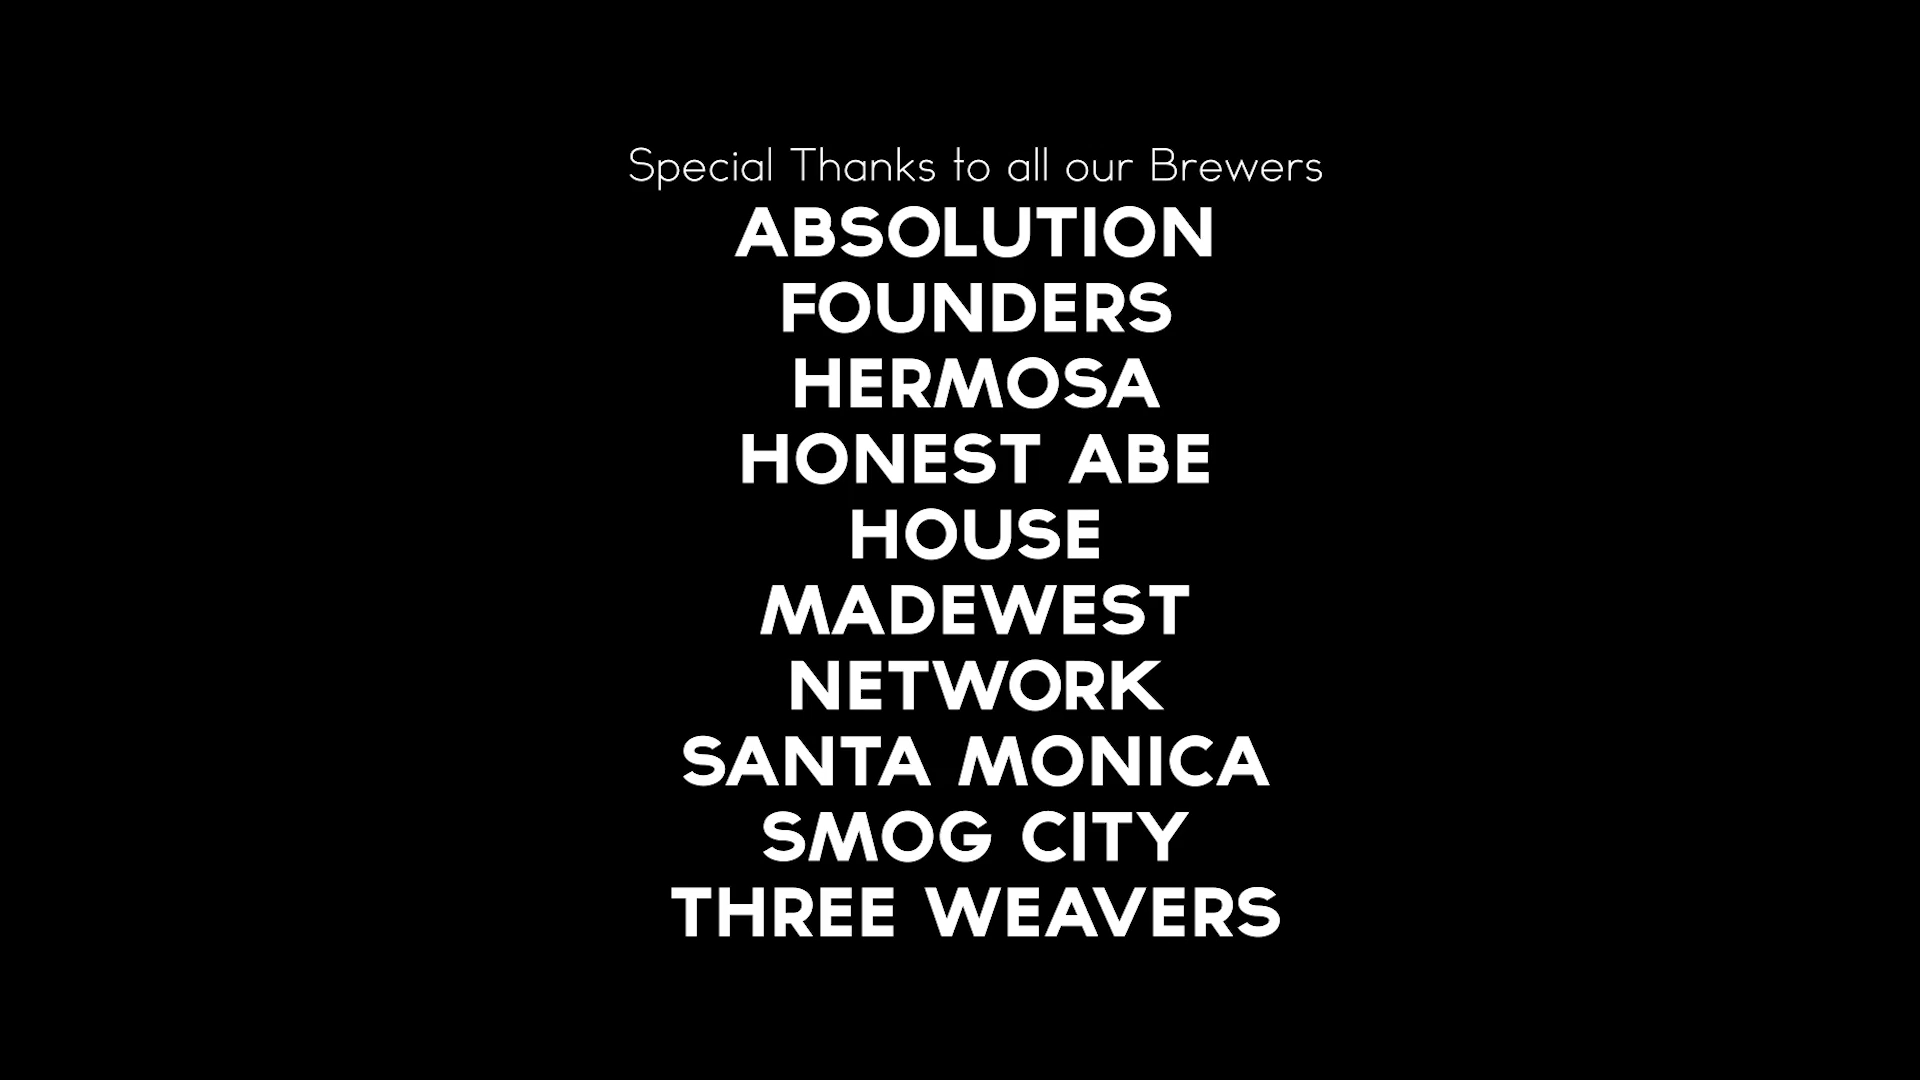 Special Thanks to all our Brewers
ABSOLUTION
FOUNDERS
HERMOSA
HONEST ABE
HOUSE
MADEWEST
NETWORK
SANTA MONICA
SMOG CITY
THREE WEAVERS